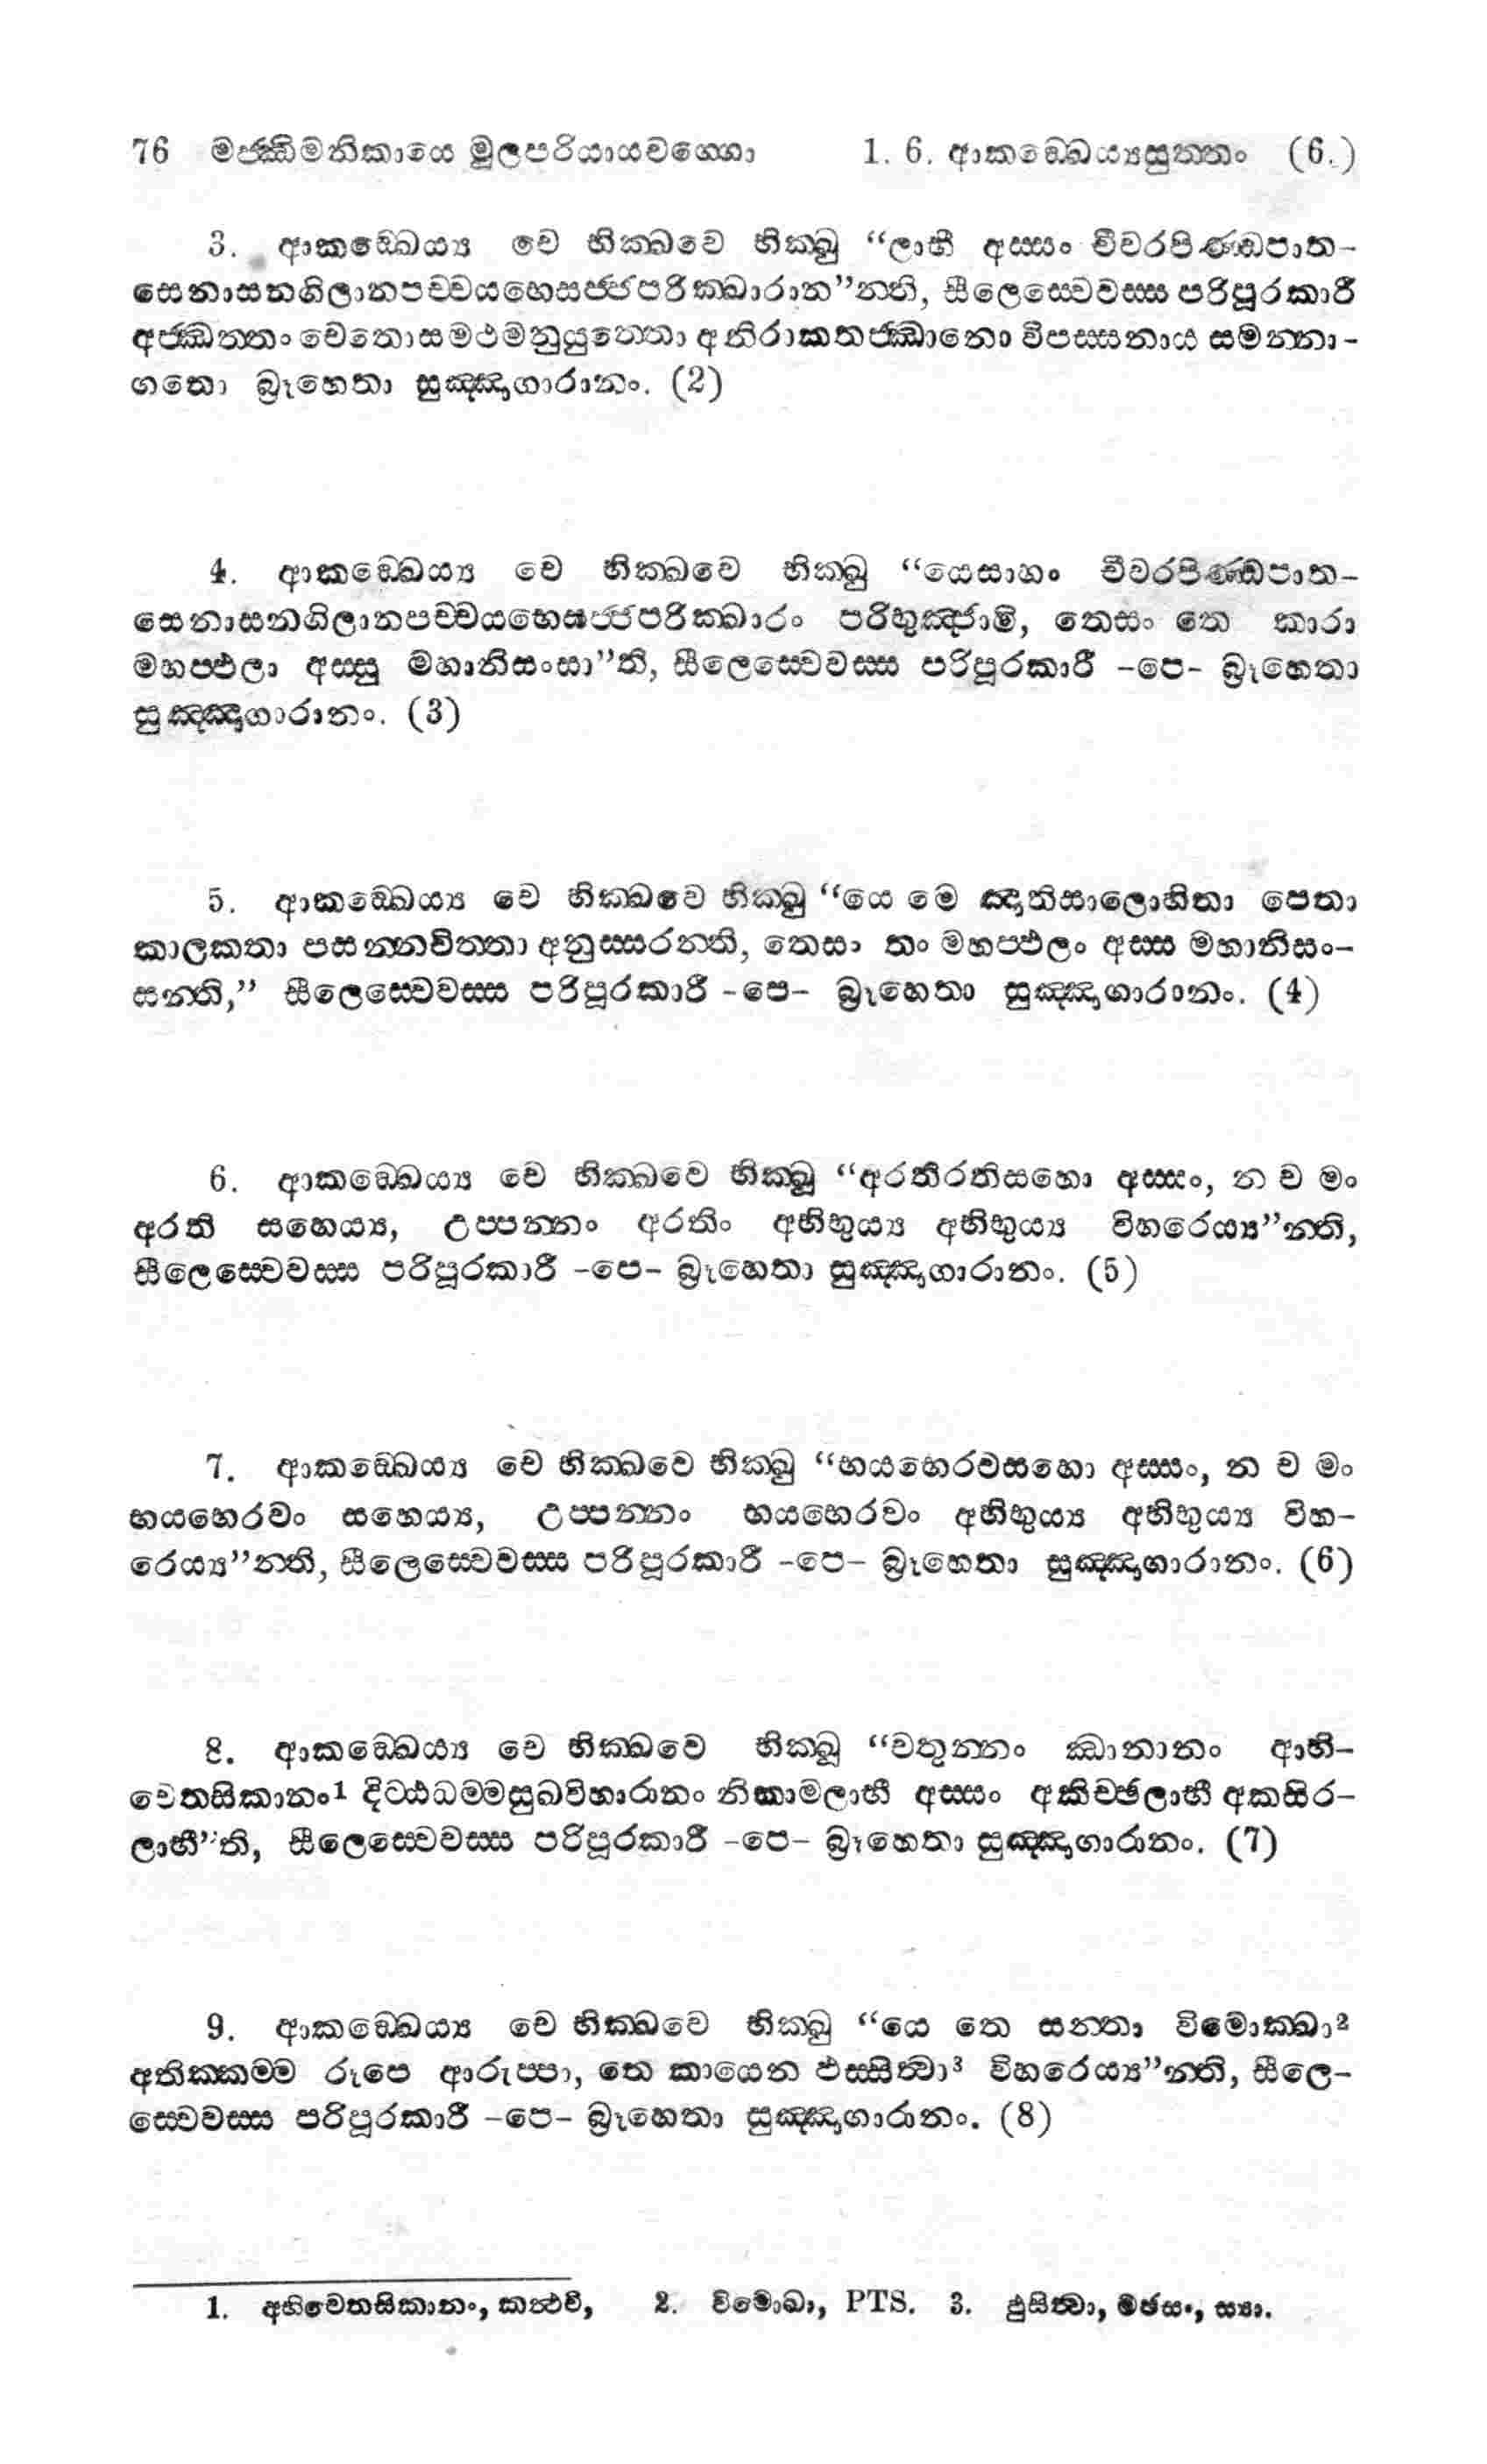 76 මජ්ඣිමනිකායෙ මූලපරියායවග්ගො 1. 6. ආකඞ්ඛෙය්‍යසුත්තං (6.)
3. ආකඞ්ඛෙය්‍ය චෙ භික්ඛවෙ භික්ඛු “ලාභී අස්සං චීවරපිණ්ඩපාත-
සෙනාසනගිලානපච්චයභෙසජ්ජපරික්ඛාරාන”න්ති, සීලෙස්වෙවස්ස පරිපූරකාරී
අජ්ඣත්තං චෙතොසමථමනුයුත්තො අනිරාකතජ්ඣානො විපස්සනාය සමන්නා-
ගතො බ්‍රූහෙතා සුඤ්ඤාගාරානං. (2)
4. ආකඞ්ඛෙය්‍ය චෙ භික්ඛවෙ භික්ඛු “යෙසාහං චීවරපිණ්ඩපාත-
සෙනාසනගිලානපච්චයභෙසජ්ජපරික්ඛාරං පරිභුඤ්ජාමි, තෙසං තෙ කාරා
මහප්ඵලා අස්සු මහානිසංසා”ති, සීලෙස්වෙවස්ස පරිපූරකාරී -පෙ- බ්‍රූහෙතා
සුඤ්ඤාගාරානං. (3)
5. ආකඞ්ඛෙය්‍ය චෙ භික්ඛවෙ භික්ඛු “යෙ මෙ ඤාතිසාලොහිතා පෙතා
කාලකතා පසන්නචිත්තා අනුස්සරන්ති, තෙසං තං මහප්ඵලං අස්ස මහානිසං-
සන්ති,” සීලෙස්වෙවස්ස පරිපූරකාරී -පෙ- බ්‍රූහෙතා සුඤ්ඤාගාරානං. (4)
6. ආකඞ්ඛෙය්‍ය චෙ භික්ඛවෙ භික්ඛූ “අරතිරතිසහො අස්සං, න ච මං
අරති සහෙය්‍ය, උප්පන්නං අරතිං අභිභුය්‍ය අභිභුය්‍ය විහරෙය්‍ය”න්ති,
සීලෙස්වෙවස්ස පරිපූරකාරී -පෙ- බ්‍රූහෙතා සුඤ්ඤාගාරානං. (5)
7. ආකඞ්ඛෙය්‍ය චෙ භික්ඛවෙ භික්ඛු “භයභෙරවසහො අස්සං, න ච මං
භයභෙරවං සහෙය්‍ය, උප්පන්නං භයභෙරවං අභිභුය්‍ය අභිභුය්‍ය විහ-
රෙය්‍ය”න්ති, සීලෙස්වෙවස්ස පරිපූරකාරී -පෙ- බ්‍රූහෙතා සුඤ්ඤාගාරානං. (6)
8. ආකඞ්ඛෙය්‍ය චෙ භික්ඛවෙ භික්ඛූ “චතුන්නං ඣානානං ආභි-
චෙතසිකානං¹ දිට්ඨධම්මසුඛවිහාරානං නිකාමලාභී අස්සං අකිච්ඡලාභී අකසිර-
ලාභී”ති, සීලෙස්වෙවස්ස පරිපූරකාරී -පෙ- බ්‍රූහෙතා සුඤ්ඤාගාරානං. (7)
9. ආකඞ්ඛෙය්‍ය චෙ භික්ඛවෙ භික්ඛු “යෙ තෙ සන්තා විමොක්ඛා²
අතික්කම්ම රූපෙ ආරුප්පා, තෙ කායෙන ඵස්සිත්වා³ විහරෙය්‍ය”න්ති, සීලෙ-
ස්වෙවස්ස පරිපූරකාරී -පෙ- බ්‍රූහෙතා සුඤ්ඤාගාරානං. (8)
1. අභිචෙතසිකානං, කත්‍ථචි, 2. විමොඛා, PTS. 3. ඵුසිත්වා, මජසං, ස්‍යා.